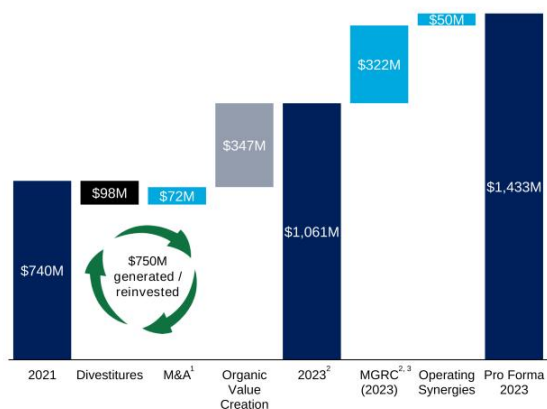 $50M
$322M
$347M
$98M
$72M
$1,433M
$1,061M
$740M
$750M
generated /
reinvested
2021
Divestitures
M&A1
Organic
Value
Creation
20232
MGRC2, 3
(2023)
Operating
Synergies
Pro Forma
2023